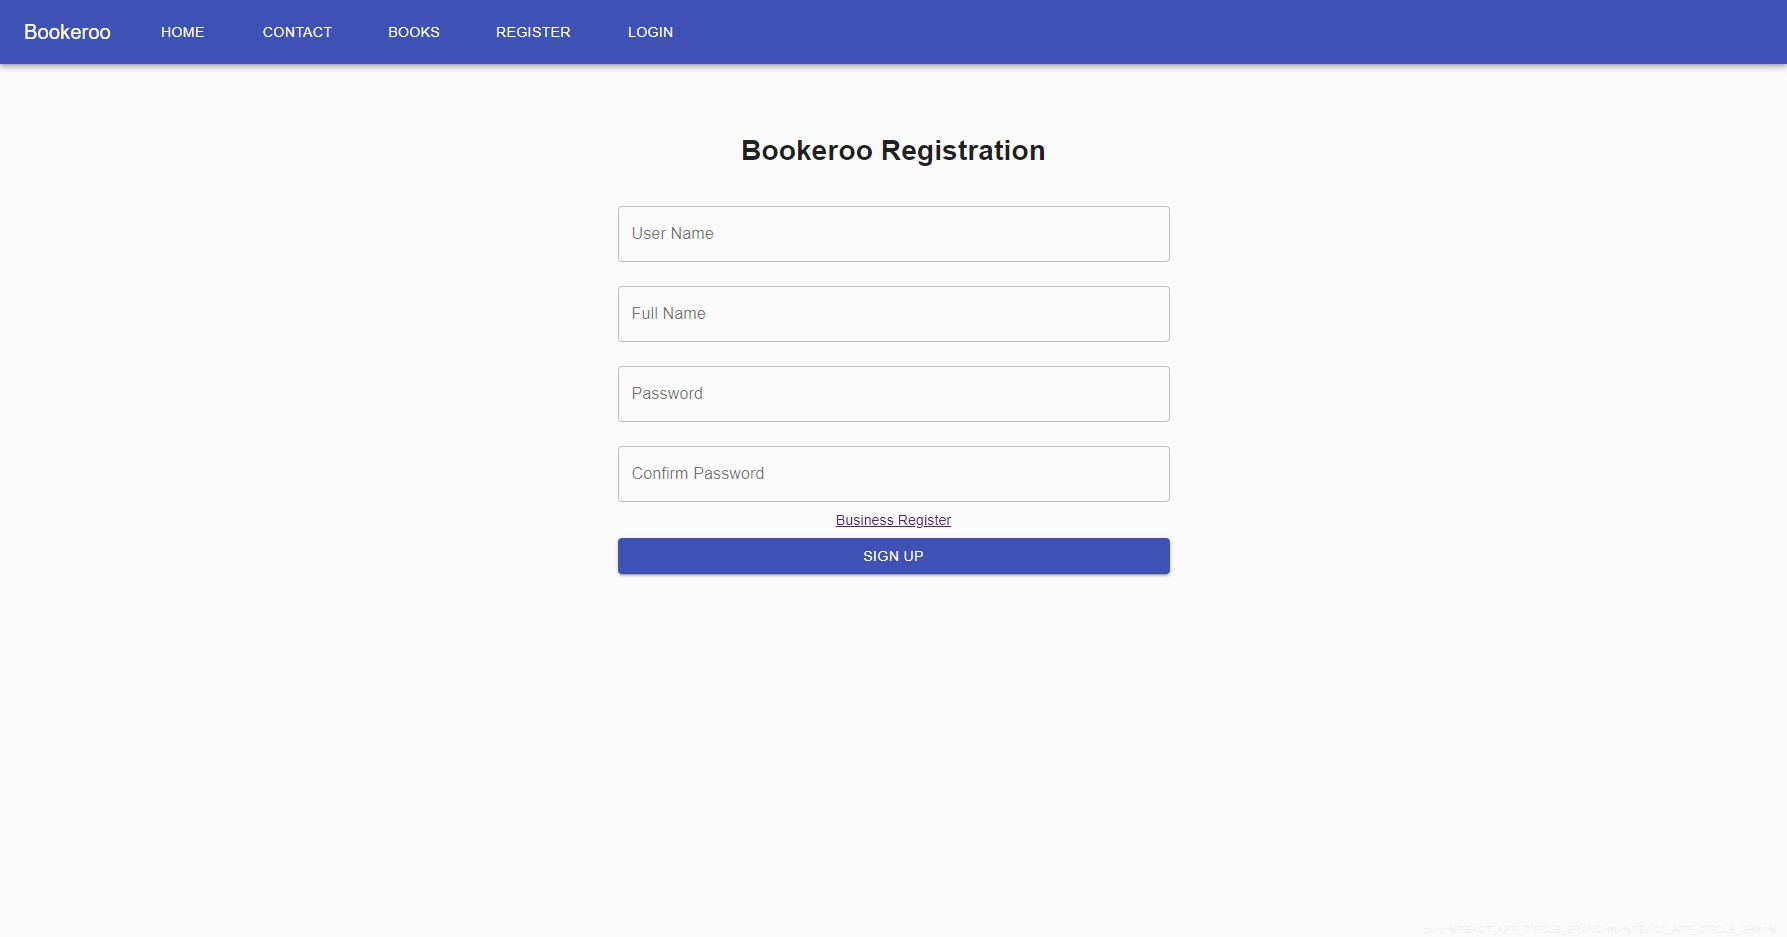 Bookeroo HOME CONTACT BOOKS REGISTER LOGIN
Bookeroo Registration
User Name
Full Name
Password
Confirm Password
Business Register
SIGN UP